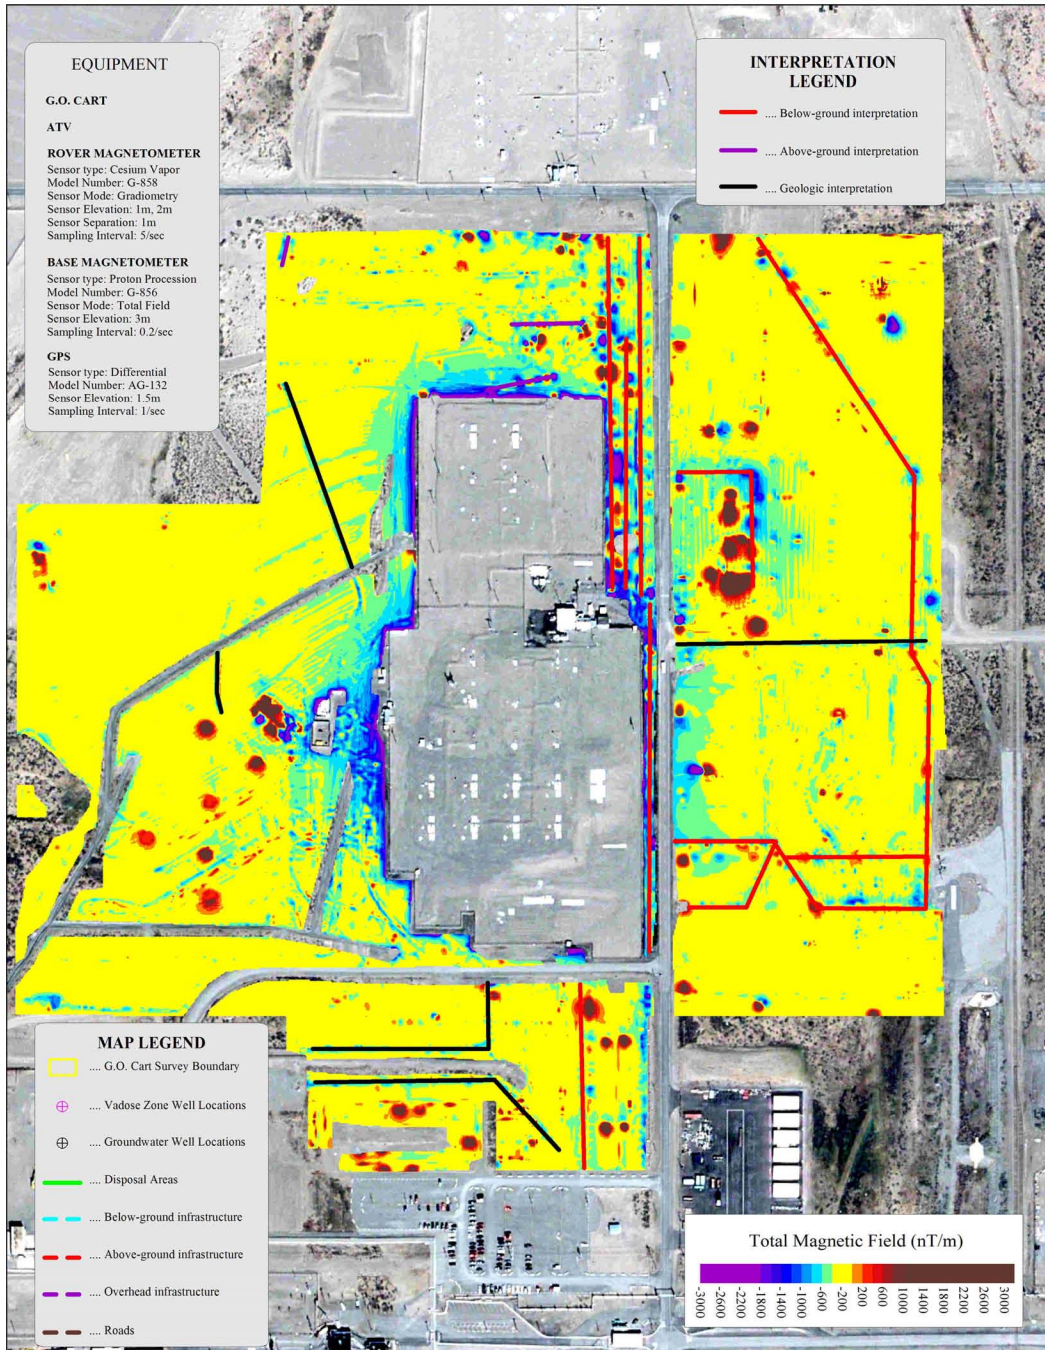 EQUIPMENT
G.O. CART
ATV
ROVER MAGNETOMETER
Sensor type: Cesium Vapor
Model Number: G-858
Sensor Mode: Gradiometry
Sensor Elevation: 1m, 2m
Sensor Separation: 1m
Sampling Interval: 5/sec
BASE MAGNETOMETER
Sensor type: Proton Procession
Model Number: G-856
Sensor Mode: Total Field
Sensor Elevation: 3m
Sampling Interval: 0.2/sec
GPS
Sensor type: Differential
Model Number: AG-132
Sensor Elevation: 1.5m
Sampling Interval: 1/sec
INTERPRETATION
LEGEND
.... Below-ground interpretation
.... Above-ground interpretation
.... Geologic interpretation
MAP LEGEND
.... G.O. Cart Survey Boundary
.... Vadose Zone Well Locations
.... Groundwater Well Locations
.... Disposal Areas
.... Below-ground infrastructure
.... Above-ground infrastructure
.... Overhead infrastructure
.... Roads
Total Magnetic Field (nT/m)
-3000
-2600
-2200
-1800
-1400
-1000
-600
-200
200
600
1000
1400
1800
2200
2600
3000